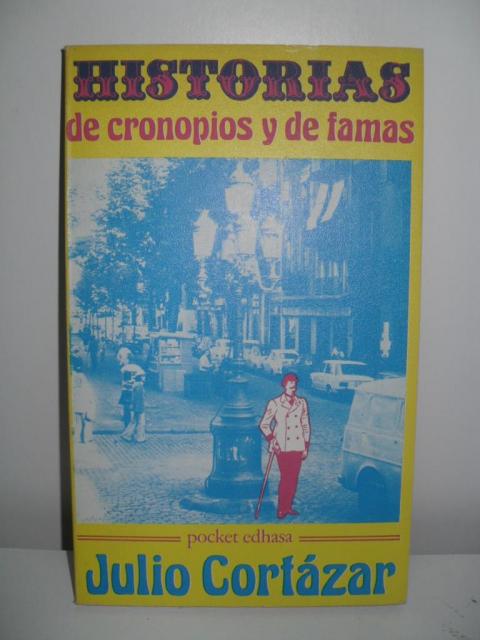 HISTORIAS
de cronopios y de famas
pocket edhasa
Julio Cortázar